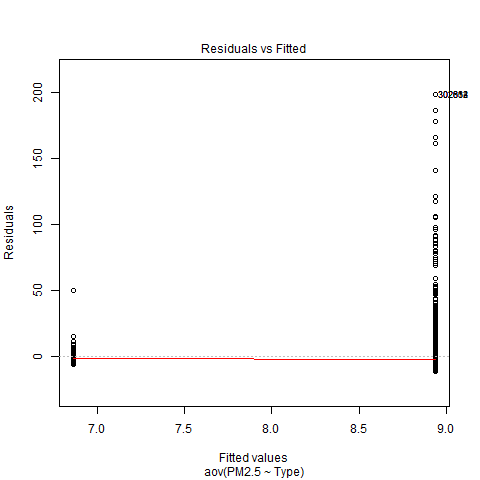 Residuals vs Fitted
200
150
100
50
0
Residuals
7.0 7.5 8.0 8.5 9.0
Fitted values
aov(PM2.5 ~ Type)